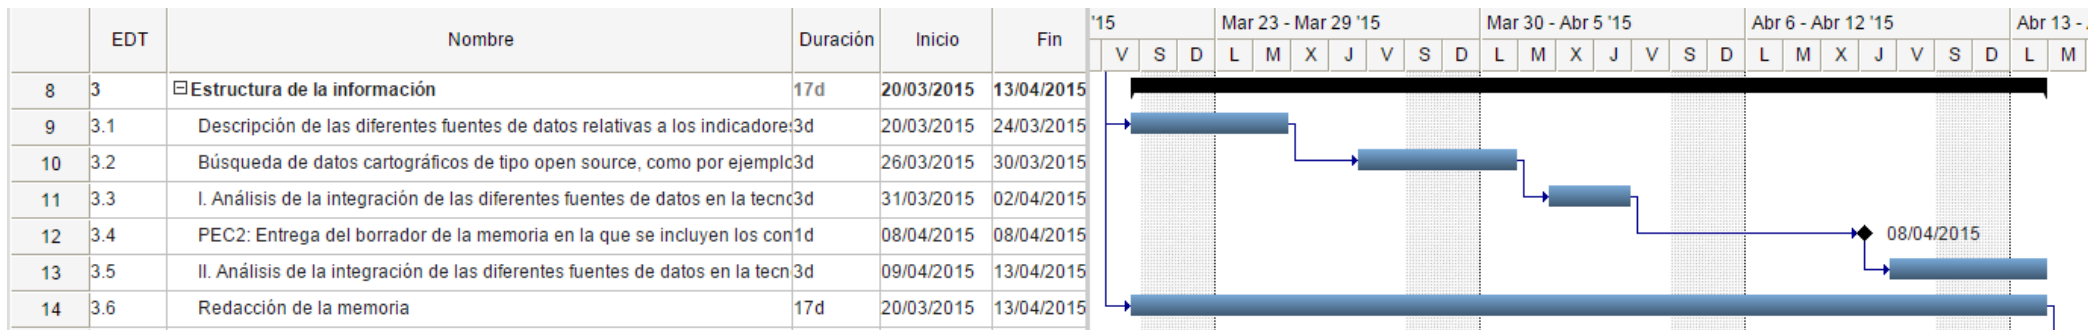 EDT Nombre Duración Inicio Fin
'15 Mar 23 - Mar 29 '15 Mar 30 - Abr 5 '15 Abr 6 - Abr 12 '15 Abr 13 -
V S D L M X J V S D L M X J V S D L M X J V S D L M
8 3 Estructura de la información 17d 20/03/2015 13/04/2015
9 3.1 Descripción de las diferentes fuentes de datos relativas a los indicadores 3d 20/03/2015 24/03/2015
10 3.2 Búsqueda de datos cartográficos de tipo open source, como por ejemplo 3d 26/03/2015 30/03/2015
11 3.3 I. Análisis de la integración de las diferentes fuentes de datos en la tecno 3d 31/03/2015 02/04/2015
12 3.4 PEC2: Entrega del borrador de la memoria en la que se incluyen los con 1d 08/04/2015 08/04/2015 08/04/2015
13 3.5 II. Análisis de la integración de las diferentes fuentes de datos en la tecn 3d 09/04/2015 13/04/2015
14 3.6 Redacción de la memoria 17d 20/03/2015 13/04/2015